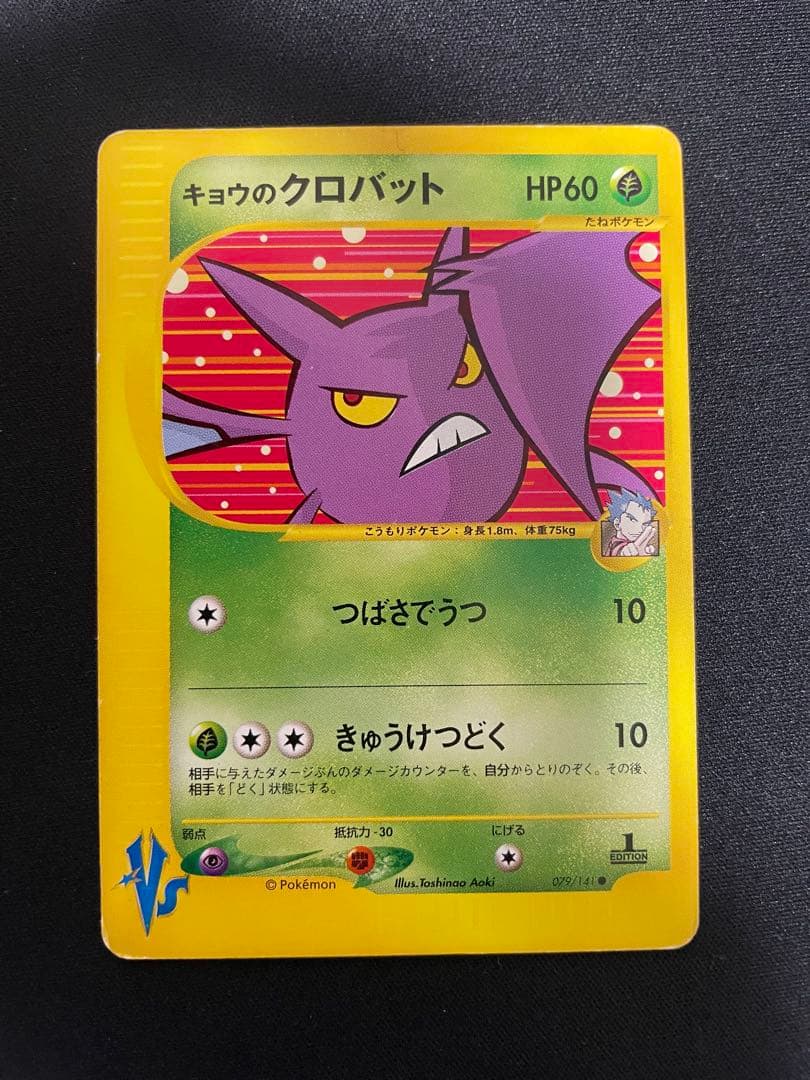 キョウのクロバット HP60
たねポケモン
こうもりポケモン：身長1.8m、体重75kg
つばさでうつ 10
きゅうけつどく 10
相手に与えたダメージぶんのダメージカウンターを、自分からとりのぞく。その後、
相手を「どく」状態にする。
弱点 抵抗力-30 にげる
1
EDITION
VS
© Pokémon Illus.Toshinao Aoki 079/141 ●